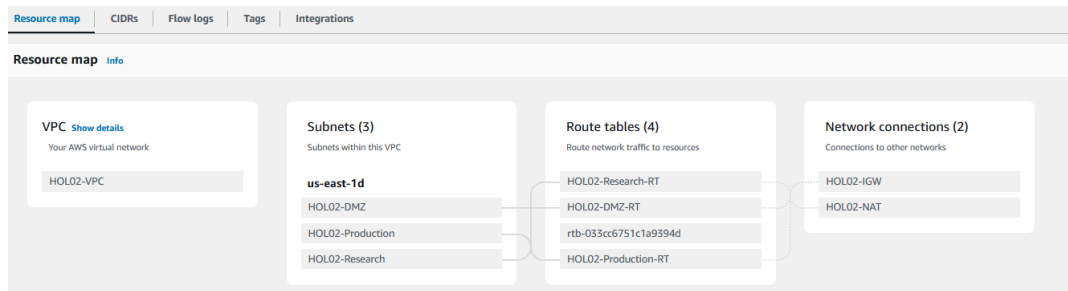 Resource map
CIDRs
Flow logs
Tags
Integrations
Resource map Info
VPC Show details
Your AWS virtual network
HOL02-VPC
Subnets (3)
Subnets within this VPC
us-east-1d
HOL02-DMZ
HOL02-Production
HOL02-Research
Route tables (4)
Route network traffic to resources
HOL02-Research-RT
HOL02-DMZ-RT
rtb-033cc6751c1a9394d
HOL02-Production-RT
Network connections (2)
Connections to other networks
HOL02-IGW
HOL02-NAT